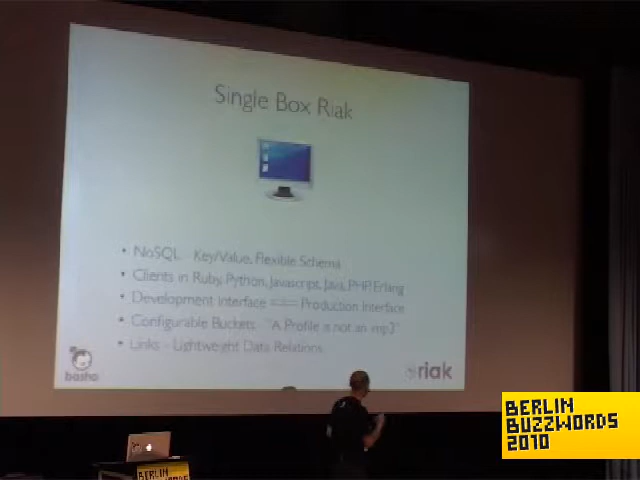 Single Box Riak
• NoSQL - Key/Value, Flexible Schema
• Clients in Ruby, Python, Javascript, Java, PHP, Erlang
• Development Interface === Production Interface
• Configurable Buckets - "A Profile is not an mp3"
• Links - Lightweight Data Relations
basho
riak
BERLIN
BUZZWORDS
2010
BERLIN